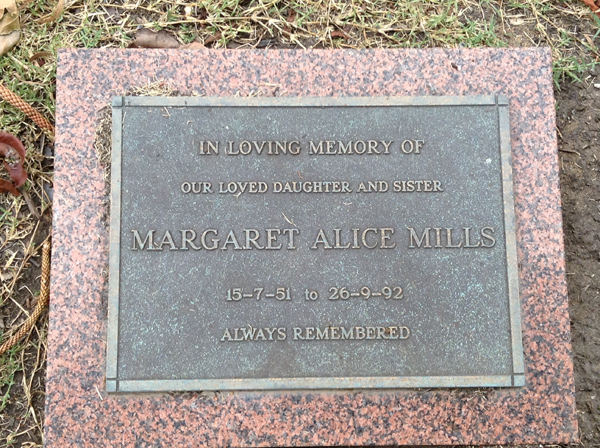 IN LOVING MEMORY OF
OUR LOVED DAUGHTER AND SISTER
MARGARET ALICE MILLS
15-7-51 to 26-9-92
ALWAYS REMEMBERED